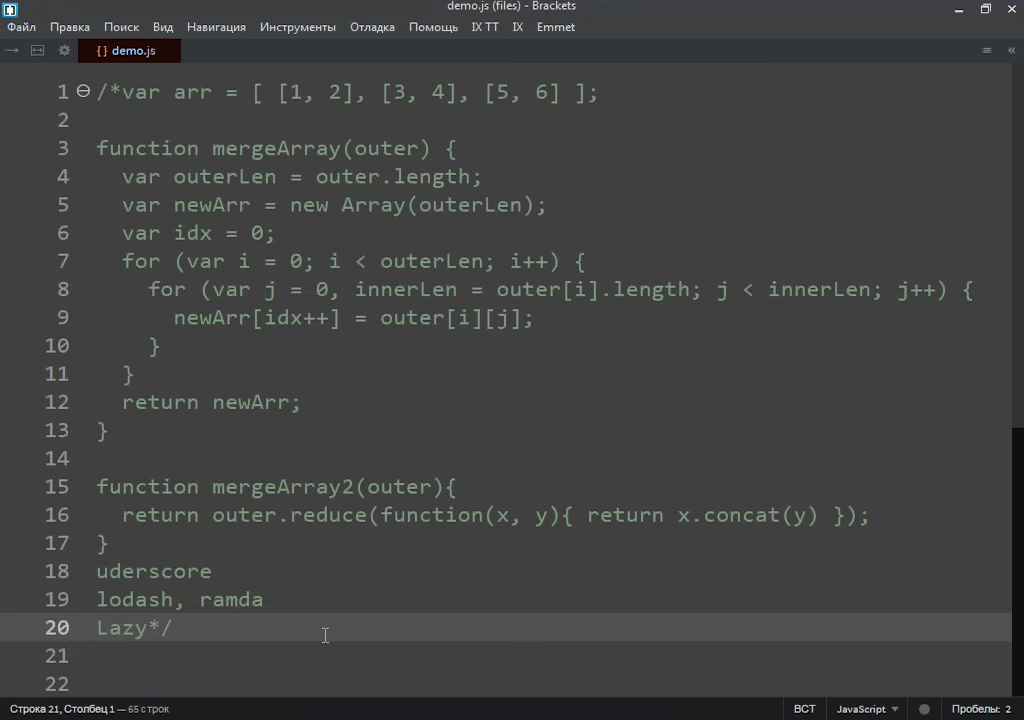 demo.js (files) - Brackets
Файл Правка Поиск Вид Навигация Инструменты Отладка Помощь IX TT IX Emmet
{} demo.js
1 /*var arr = [ [1, 2], [3, 4], [5, 6] ];
2
3 function mergeArray(outer) {
4 var outerLen = outer.length;
5 var newArr = new Array(outerLen);
6 var idx = 0;
7 for (var i = 0; i < outerLen; i++) {
8 for (var j = 0, innerLen = outer[i].length; j < innerLen; j++) {
9 newArr[idx++] = outer[i][j];
10 }
11 }
12 return newArr;
13 }
14
15 function mergeArray2(outer){
16 return outer.reduce(function(x, y){ return x.concat(y) });
17 }
18 uderscore
19 lodash, ramda
20 Lazy*/
21
22
Строка 21, Столбец 1 — 65 строк ВСТ JavaScript Пробелы: 2